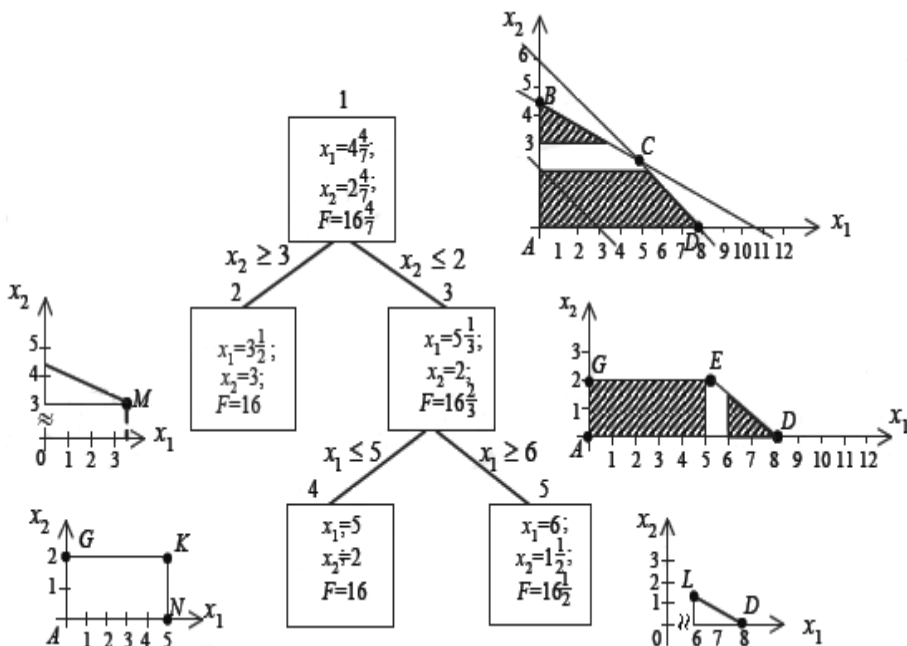 1
x₁=4 4/7;
x₂=2 4/7;
F=16 4/7
x₂ ≥ 3
x₂ ≤ 2
2
x₁=3 1/2;
x₂=3;
F=16
3
x₁=5 1/3;
x₂=2;
F=16 2/3
x₁ ≤ 5
x₁ ≥ 6
4
x₁=5
x₂=2
F=16
5
x₁=6;
x₂=1 1/2;
F=16 1/2
x₂
6
5
4
3
B
C
A
D
1 2 3 4 5 6 7 8 9 10 11 12
x₁
x₂
5
4
3
M
0 1 2 3
x₁
x₂
3
2
1
G
E
D
A
1 2 3 4 5 6 7 8 9 10 11 12
x₁
x₂
2
1
G
K
N
A
1 2 3 4 5
x₁
x₂
3
2
1
L
D
0 6 7 8
x₁